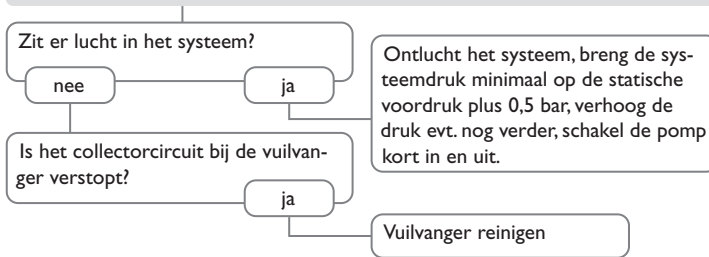 Zit er lucht in het systeem?
nee
ja
Ontlucht het systeem, breng de sys-
teemdruk minimaal op de statische
voordruk plus 0,5 bar, verhoog de
druk evt. nog verder, schakel de pomp
kort in en uit.
Is het collectorcircuit bij de vuilvan-
ger verstopt?
ja
Vuilvanger reinigen